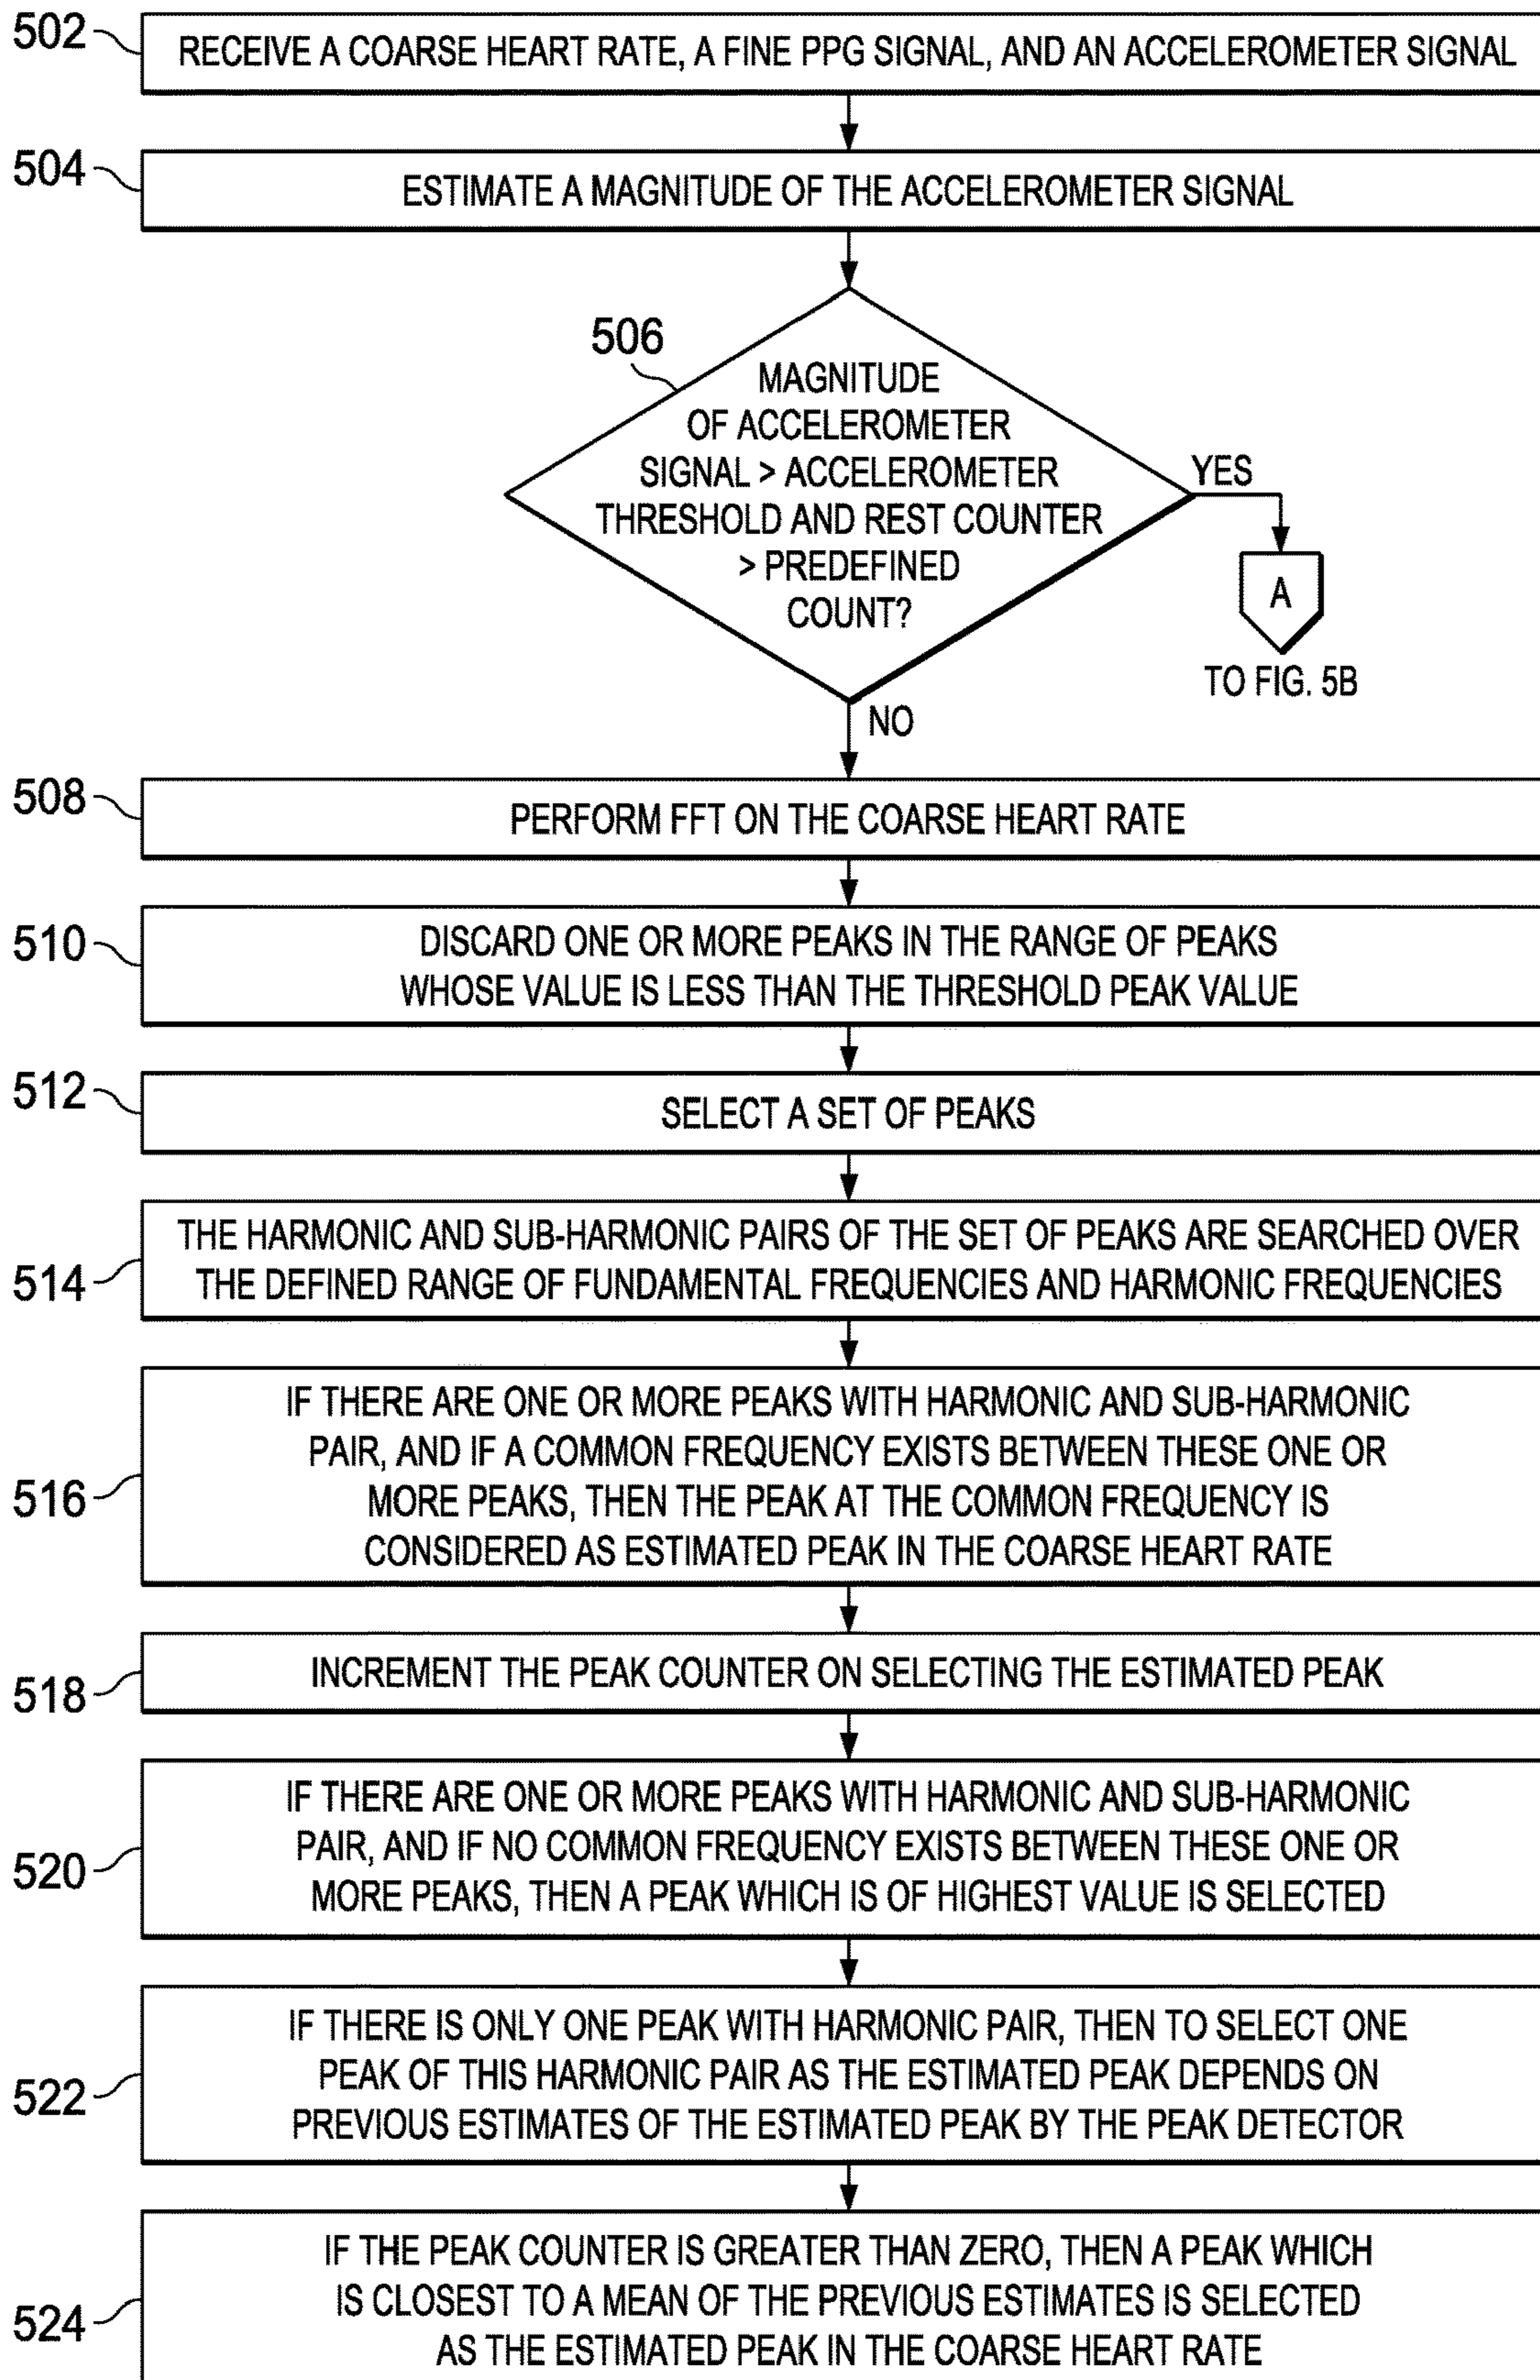 502
RECEIVE A COARSE HEART RATE, A FINE PPG SIGNAL, AND AN ACCELEROMETER SIGNAL
504
ESTIMATE A MAGNITUDE OF THE ACCELEROMETER SIGNAL
506
MAGNITUDE
OF ACCELEROMETER
SIGNAL > ACCELEROMETER
THRESHOLD AND REST COUNTER
> PREDEFINED
COUNT?
YES
A
TO FIG. 5B
NO
508
PERFORM FFT ON THE COARSE HEART RATE
510
DISCARD ONE OR MORE PEAKS IN THE RANGE OF PEAKS
WHOSE VALUE IS LESS THAN THE THRESHOLD PEAK VALUE
512
SELECT A SET OF PEAKS
514
THE HARMONIC AND SUB-HARMONIC PAIRS OF THE SET OF PEAKS ARE SEARCHED OVER
THE DEFINED RANGE OF FUNDAMENTAL FREQUENCIES AND HARMONIC FREQUENCIES
516
IF THERE ARE ONE OR MORE PEAKS WITH HARMONIC AND SUB-HARMONIC
PAIR, AND IF A COMMON FREQUENCY EXISTS BETWEEN THESE ONE OR
MORE PEAKS, THEN THE PEAK AT THE COMMON FREQUENCY IS
CONSIDERED AS ESTIMATED PEAK IN THE COARSE HEART RATE
518
INCREMENT THE PEAK COUNTER ON SELECTING THE ESTIMATED PEAK
520
IF THERE ARE ONE OR MORE PEAKS WITH HARMONIC AND SUB-HARMONIC
PAIR, AND IF NO COMMON FREQUENCY EXISTS BETWEEN THESE ONE OR
MORE PEAKS, THEN A PEAK WHICH IS OF HIGHEST VALUE IS SELECTED
522
IF THERE IS ONLY ONE PEAK WITH HARMONIC PAIR, THEN TO SELECT ONE
PEAK OF THIS HARMONIC PAIR AS THE ESTIMATED PEAK DEPENDS ON
PREVIOUS ESTIMATES OF THE ESTIMATED PEAK BY THE PEAK DETECTOR
524
IF THE PEAK COUNTER IS GREATER THAN ZERO, THEN A PEAK WHICH
IS CLOSEST TO A MEAN OF THE PREVIOUS ESTIMATES IS SELECTED
AS THE ESTIMATED PEAK IN THE COARSE HEART RATE